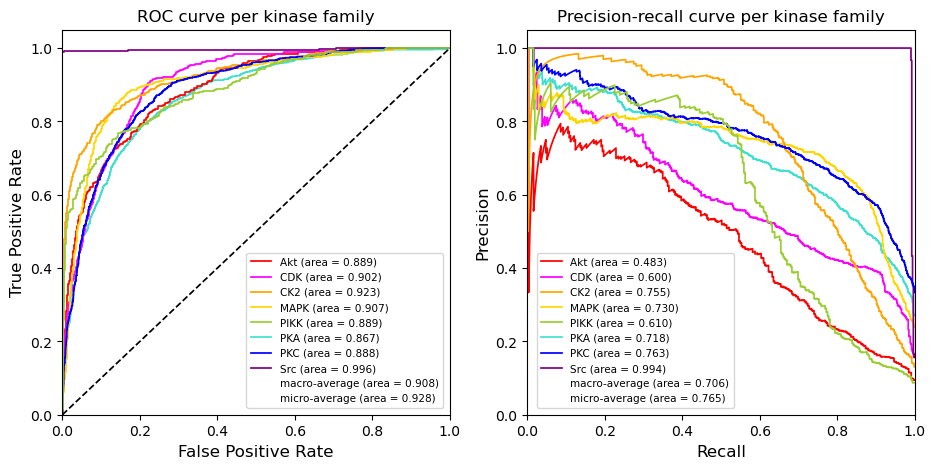 ROC curve per kinase family
True Positive Rate
1.0
0.8
0.6
0.4
0.2
0.0
Akt (area = 0.889)
CDK (area = 0.902)
CK2 (area = 0.923)
MAPK (area = 0.907)
PIKK (area = 0.889)
PKA (area = 0.867)
PKC (area = 0.888)
Src (area = 0.996)
macro-average (area = 0.908)
micro-average (area = 0.928)
0.0 0.2 0.4 0.6 0.8 1.0
False Positive Rate
Precision-recall curve per kinase family
Precision
1.0
0.8
0.6
0.4
0.2
0.0
Akt (area = 0.483)
CDK (area = 0.600)
CK2 (area = 0.755)
MAPK (area = 0.730)
PIKK (area = 0.610)
PKA (area = 0.718)
PKC (area = 0.763)
Src (area = 0.994)
macro-average (area = 0.706)
micro-average (area = 0.765)
0.0 0.2 0.4 0.6 0.8 1.0
Recall